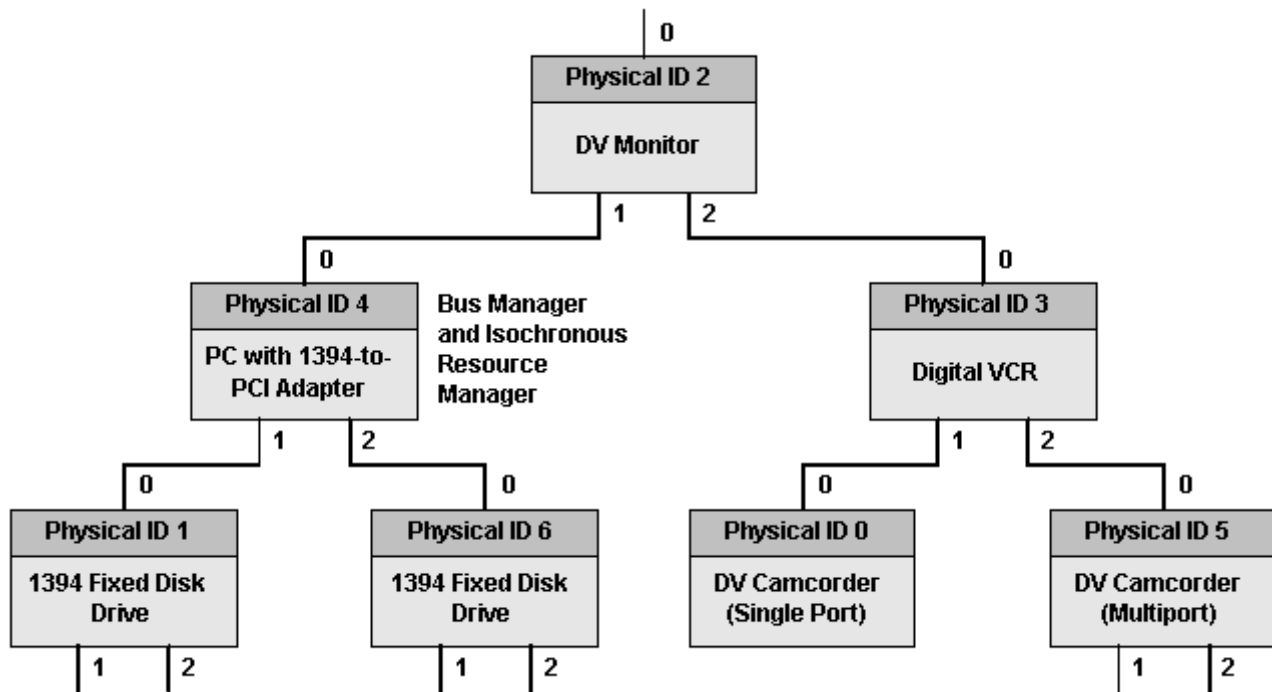 0
Physical ID 2
DV Monitor
1
2
0
0
Physical ID 4
PC with 1394-to-
PCI Adapter
Bus Manager
and Isochronous
Resource
Manager
Physical ID 3
Digital VCR
1
2
1
2
0
0
0
0
Physical ID 1
1394 Fixed Disk
Drive
Physical ID 6
1394 Fixed Disk
Drive
Physical ID 0
DV Camcorder
(Single Port)
Physical ID 5
DV Camcorder
(Multiport)
1
2
1
2
1
2